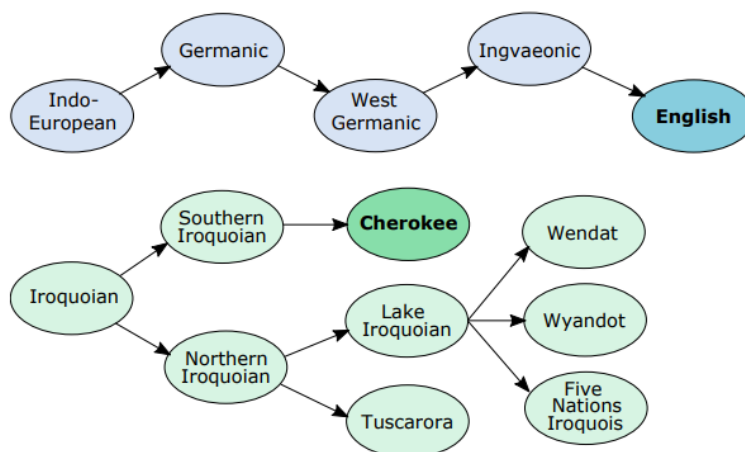 Germanic
Ingvaeonic
Indo-
European
West
Germanic
English
Southern
Iroquoian
Cherokee
Wendat
Iroquoian
Lake
Iroquoian
Wyandot
Northern
Iroquoian
Tuscarora
Five
Nations
Iroquois